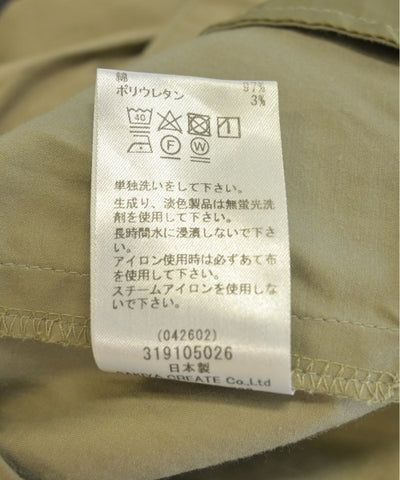 綿 97%
ポリウレタン 3%
40
F W
単独洗いをして下さい。
生成り、淡色製品は無蛍光洗
剤を使用して下さい。
長時間水に浸漬しないで下さ
い。
アイロン使用時は必ずあて布
を使用して下さい。
スチームアイロンを使用しな
いで下さい。
(042602)
319105026
日本製
CREATE Co.,Ltd